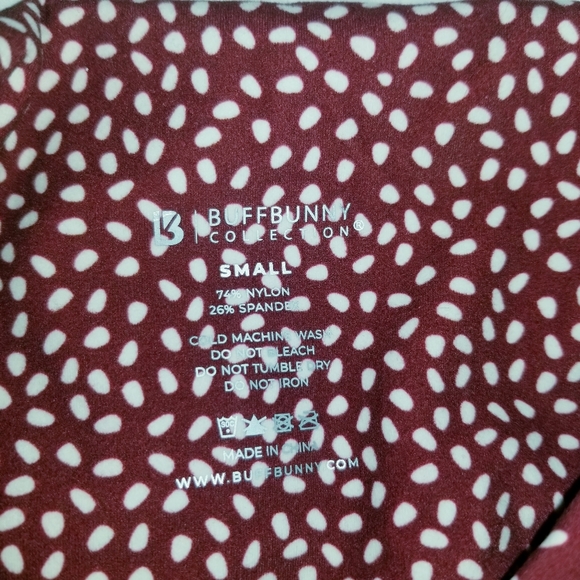 BUFFBUNNY
COLLECTION®
SMALL
74% NYLON
26% SPANDEX
COLD MACHINE WASH
DO NOT BLEACH
DO NOT TUMBLE DRY
DO NOT IRON
MADE IN CHINA
WWW.BUFFBUNNY.COM